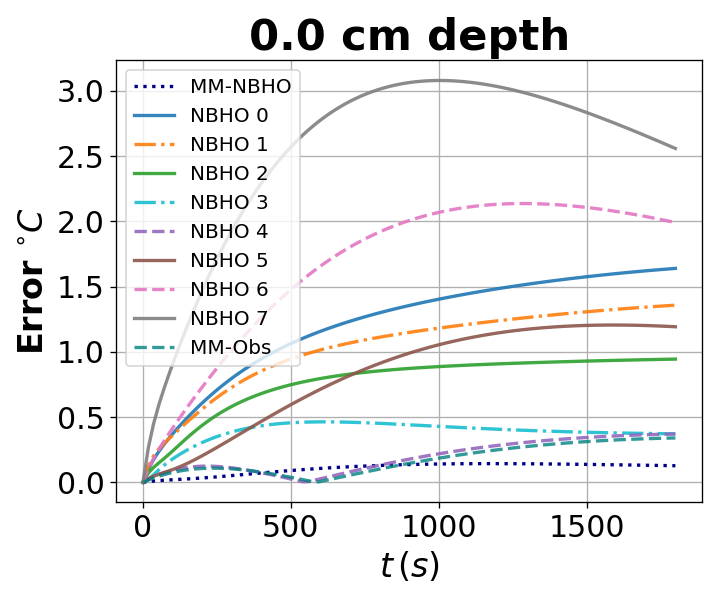 0.0 cm depth
Error °C
3.0
2.5
2.0
1.5
1.0
0.5
0.0
MM-NBHO
NBHO 0
NBHO 1
NBHO 2
NBHO 3
NBHO 4
NBHO 5
NBHO 6
NBHO 7
MM-Obs
0 500 1000 1500
t (s)